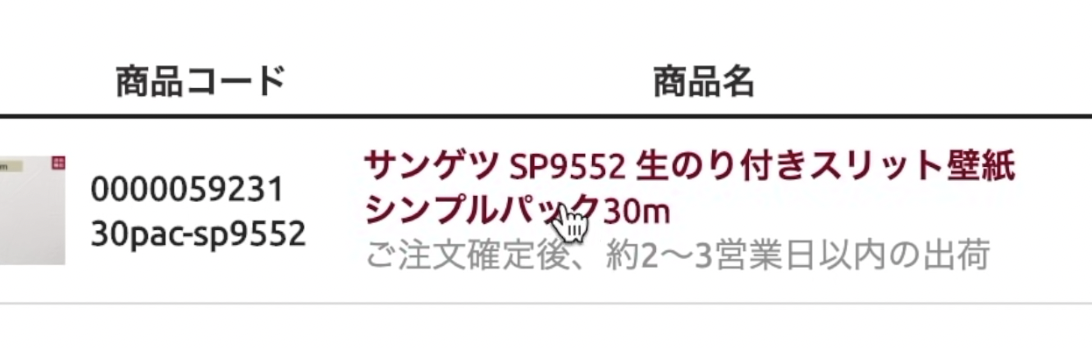 商品コード
商品名
m
0000059231
30pac-sp9552
サンゲツ SP9552 生のり付きスリット壁紙
シンプルパック30m
ご注文確定後、約2〜3営業日以内の出荷